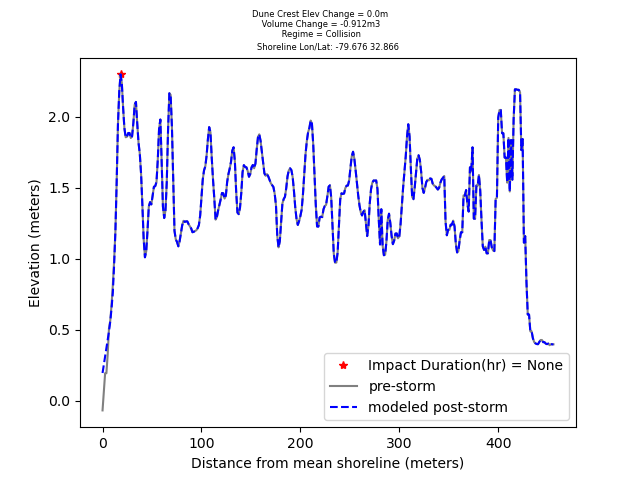 Dune Crest Elev Change = 0.0m
Volume Change = -0.912m3
Regime = Collision
Shoreline Lon/Lat: -79.676 32.866
2.0
1.5
1.0
0.5
0.0
Elevation (meters)
Impact Duration(hr) = None
pre-storm
modeled post-storm
0 100 200 300 400
Distance from mean shoreline (meters)